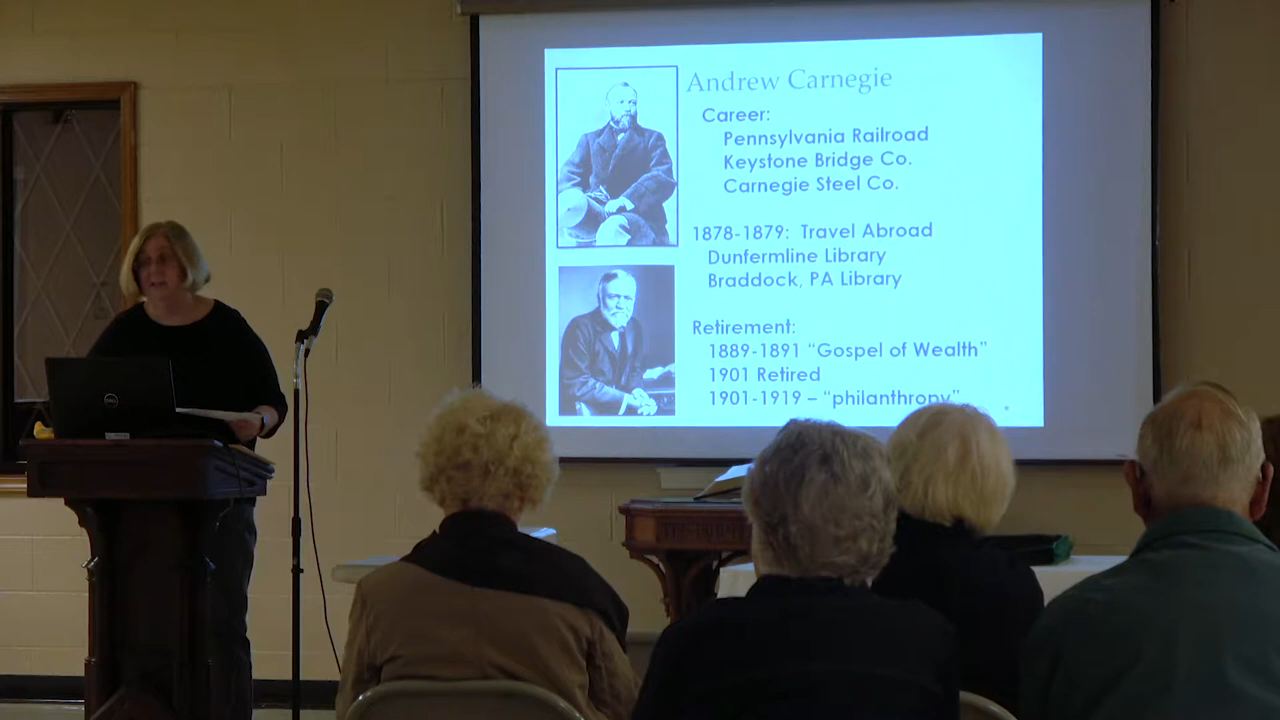 Andrew Carnegie
Career:
Pennsylvania Railroad
Keystone Bridge Co.
Carnegie Steel Co.
1878-1879: Travel Abroad
Dunfermline Library
Braddock, PA Library
Retirement:
1889-1891 “Gospel of Wealth”
1901 Retired
1901-1919 – “philanthropy”
DELL